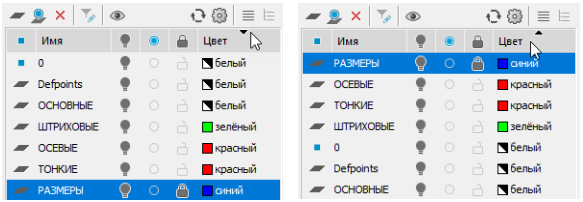 Имя Цвет
0 белый
Defpoints белый
ОСНОВНЫЕ белый
ШТРИХОВЫЕ зелёный
ОСЕВЫЕ красный
ТОНКИЕ красный
РАЗМЕРЫ синий
Имя Цвет
РАЗМЕРЫ синий
ОСЕВЫЕ красный
ТОНКИЕ красный
ШТРИХОВЫЕ зелёный
0 белый
Defpoints белый
ОСНОВНЫЕ белый